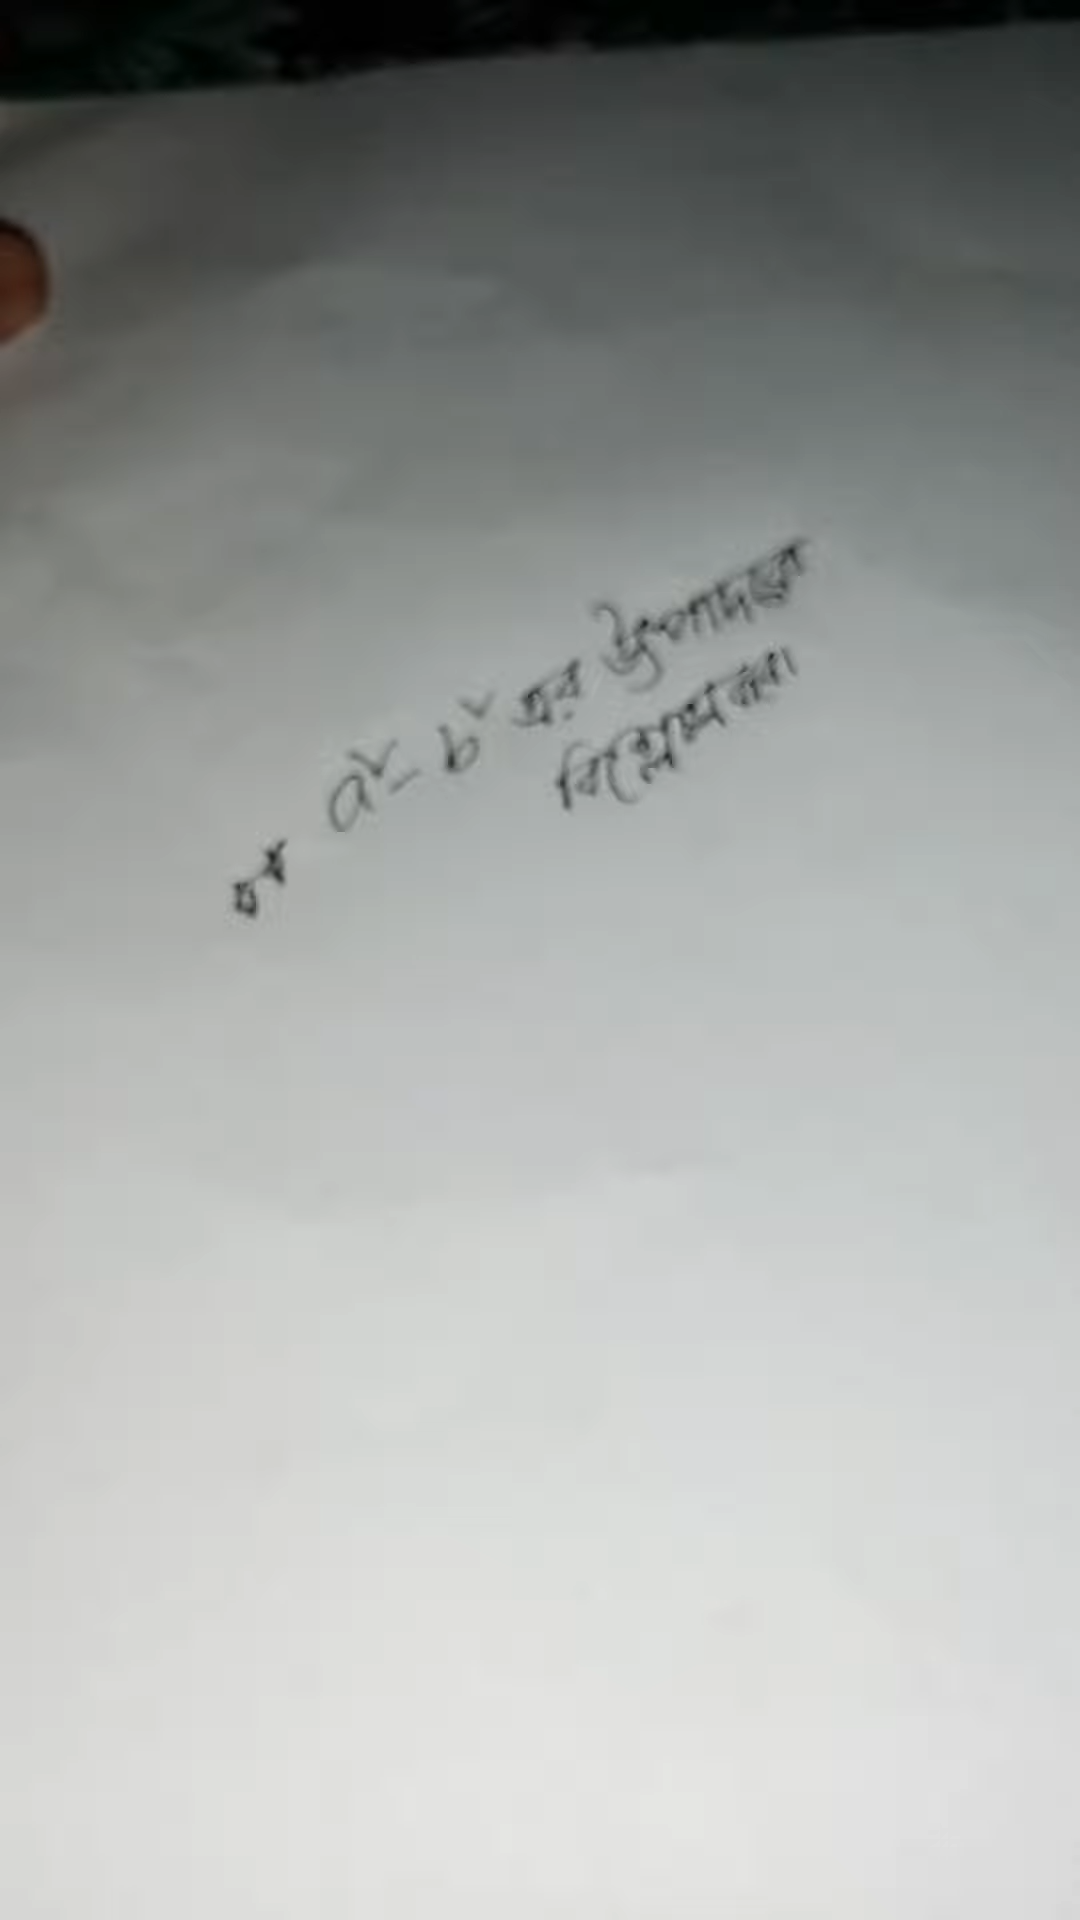 ** a² - b² এর উৎপাদকে
বিশ্লেষণ কর।